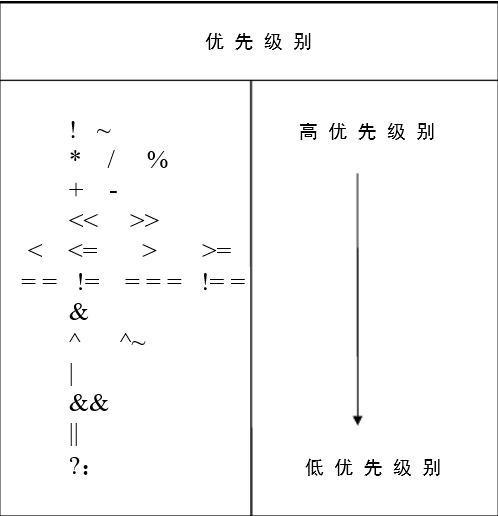 优 先 级 别
! ~ 高 优 先 级 别
* / %
+ -
<< >>
< <= > >=
= = != = = = != =
&
^ ^~
|
&&
||
?： 低 优 先 级 别